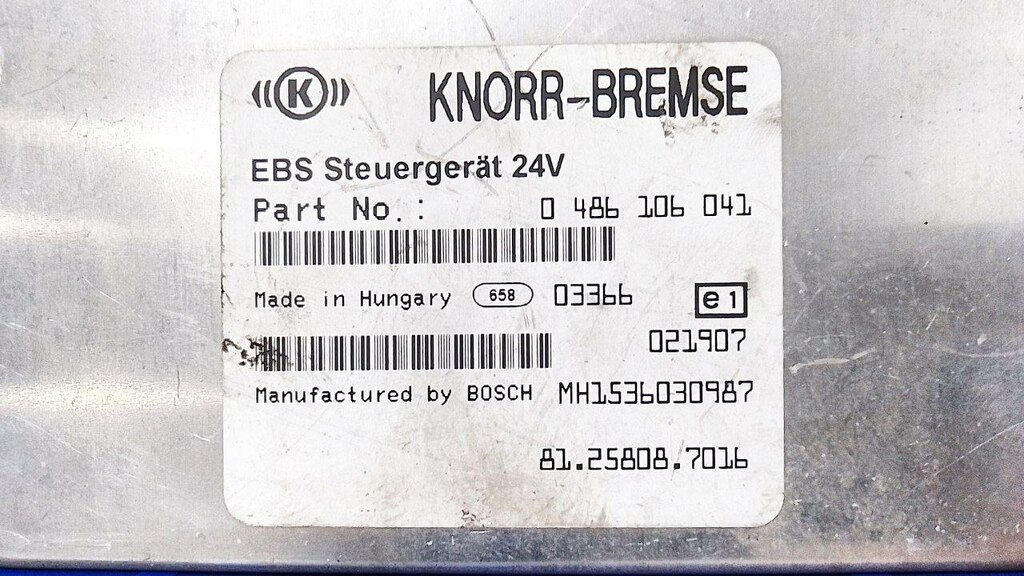 K KNORR-BREMSE
EBS Steuergerät 24V
Part No.: 0 486 106 041
Made in Hungary 658 03366 e1
021907
Manufactured by BOSCH MH1536030987
81.25808.7016